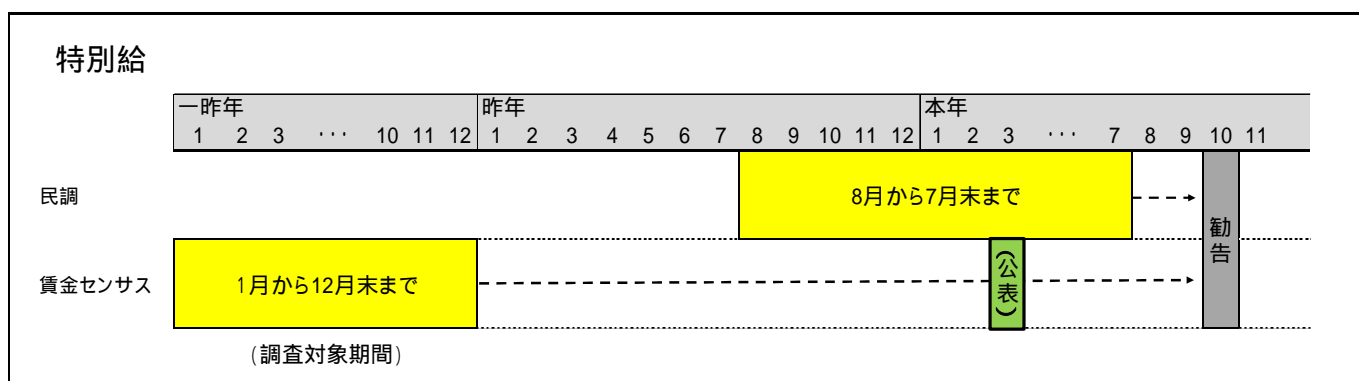 特別給
一昨年 昨年 本年
1 2 3 ··· 10 11 12 1 2 3 4 5 6 7 8 9 10 11 12 1 2 3 ··· 7 8 9 10 11
民調 8月から7月末まで
勧告
賃金センサス 1月から12月末まで (公表)
(調査対象期間)